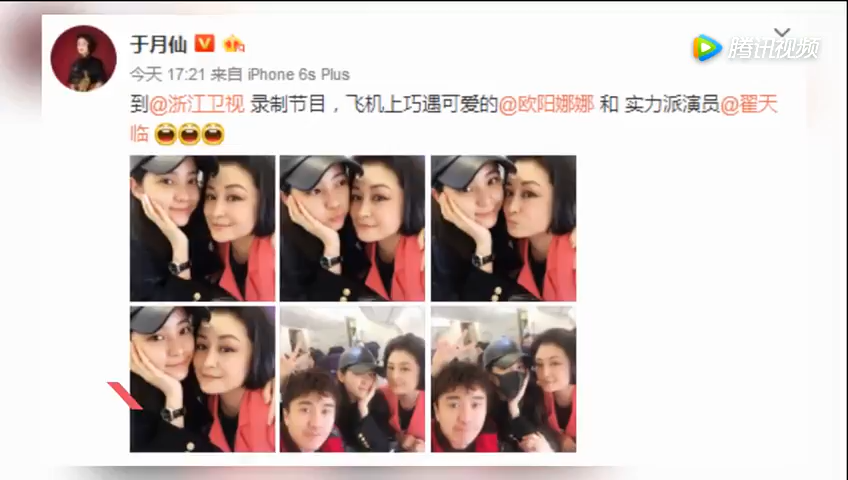 于月仙
腾讯视频
今天 17:21 来自 iPhone 6s Plus
到@浙江卫视 录制节目，飞机上巧遇可爱的@欧阳娜娜 和 实力派演员@翟天
临